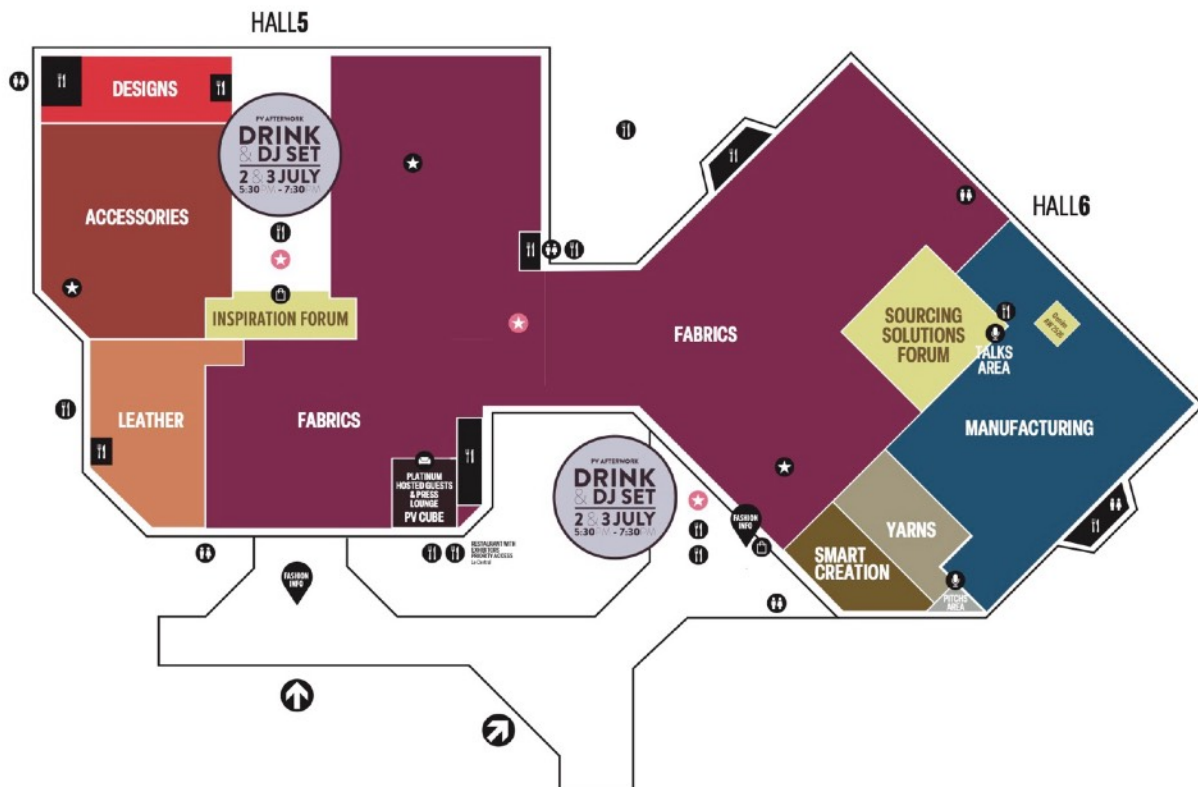 HALL5
DESIGNS
PV AFTERWORK
DRINK
& DJ SET
2 & 3 JULY
5:30PM - 7:30PM
ACCESSORIES
INSPIRATION FORUM
LEATHER
FABRICS
PLATINUM
HOSTED GUESTS
& PRESS
LOUNGE
PV CUBE
RESTAURANT WITH
EXHIBITORS
PRIORITY ACCESS
FASHION
INFO
HALL6
FABRICS
SOURCING
SOLUTIONS
FORUM
TALKS
AREA
MANUFACTURING
PV AFTERWORK
DRINK
& DJ SET
2 & 3 JULY
5:30PM - 7:30PM
FASHION
INFO
YARNS
SMART
CREATION
PITCHS
AREA